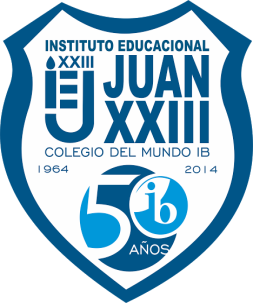 INSTITUTO EDUCACIONAL
XXIII
JUAN
XXIII
COLEGIO DEL MUNDO IB
1964 2014
50 ib
AÑOS